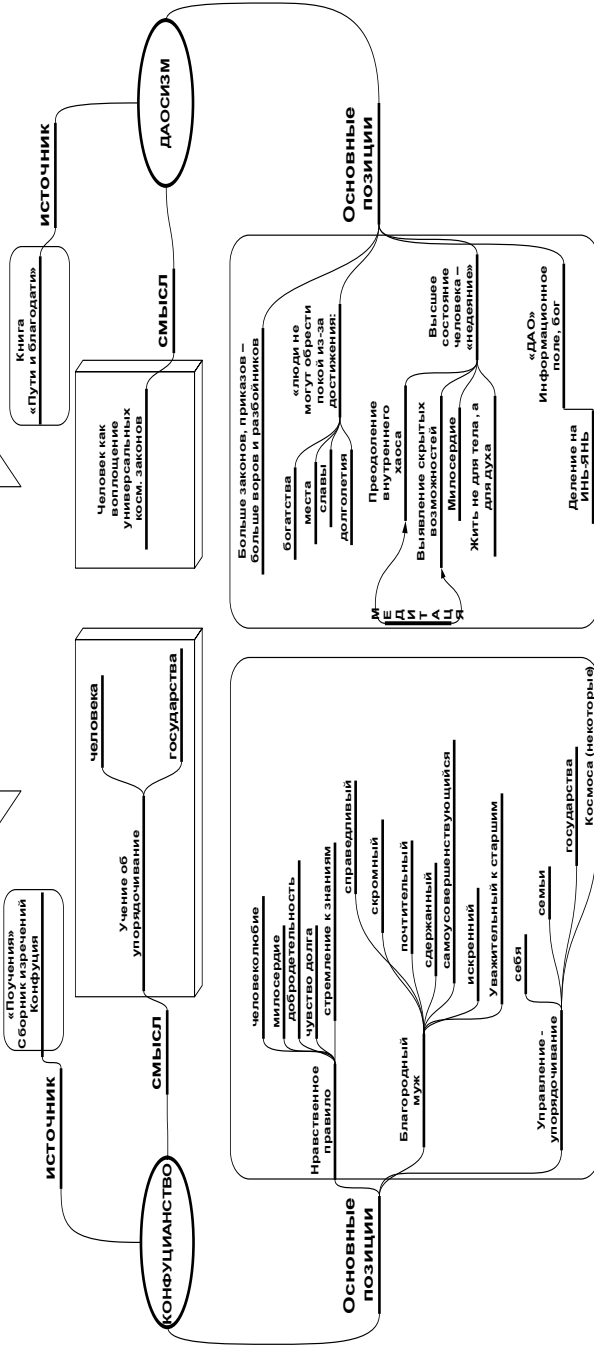 «Поучения»
Сборник изречений
Конфуция
источник
КОНФУЦИАНСТВО
смысл
Учение об
упорядочивание
человека
государства
Основные
позиции
Нравственное
правило
человеколюбие
милосердие
добродетельность
чувство долга
стремление к знаниям
Благородный
муж
справедливый
скромный
почтительный
сдержанный
самоусовершенствующийся
искренний
Уважительный к старшим
Управление -
упорядочивание
себя
семьи
государства
Космоса (некоторые)
Книга
«Пути и благодати»
источник
ДАОСИЗМ
смысл
Человек как
воплощение
универсальных
косм. законов
Основные
позиции
Больше законов, приказов –
больше воров и разбойников
«люди не
могут обрести
покой из-за
достижения:
богатства
места
славы
долголетия
Высшее
состояние
человека –
«недеяние»
Преодоление
внутреннего
хаоса
Выявление скрытых
возможностей
Милосердие
Жить не для тела , а
для духа
М
Е
Д
И
Т
А
Ц
Я
«ДАО»
Информационное
поле, бог
Деление на
ИНЬ-ЯНЬ